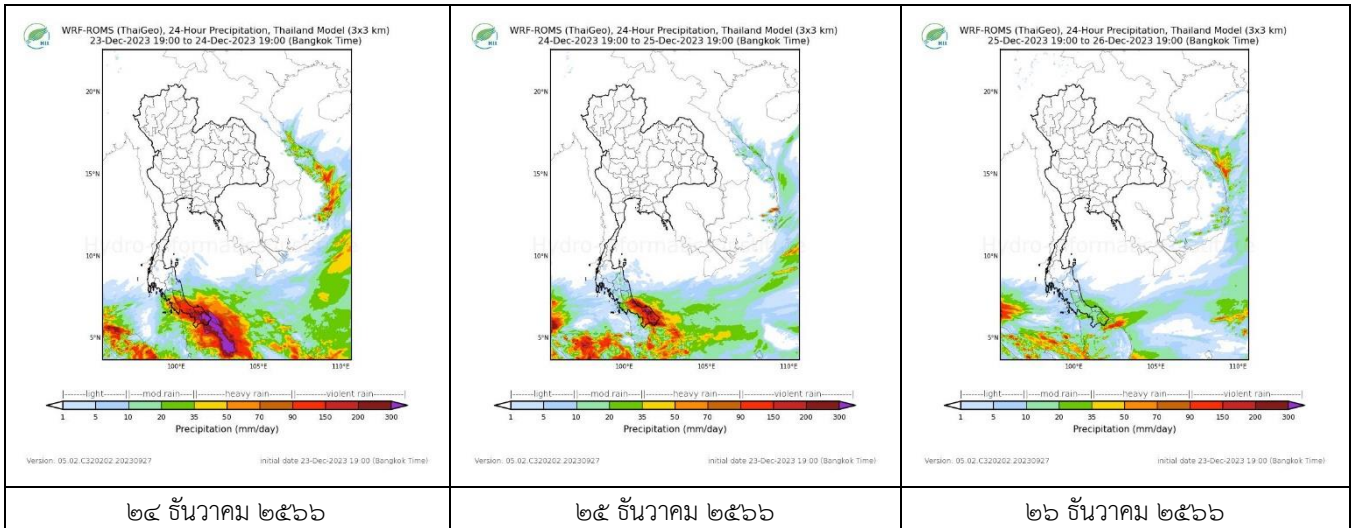 WRF-ROMS (ThaiGeo), 24-Hour Precipitation, Thailand Model (3x3 km)
23-Dec-2023 19:00 to 24-Dec-2023 19:00 (Bangkok Time)
HII
20°N
15°N
10°N
5°N
100°E 105°E 110°E
|-------light-------||---mod rain---||-------heavy rain-------||-------violent rain-------|
1 5 10 20 35 50 70 90 150 200 300
Precipitation (mm/day)
Version: 05.02.C320202.20230927 initial date 23-Dec-2023 19:00 (Bangkok Time)
๒๔ ธันวาคม ๒๕๖๖
WRF-ROMS (ThaiGeo), 24-Hour Precipitation, Thailand Model (3x3 km)
24-Dec-2023 19:00 to 25-Dec-2023 19:00 (Bangkok Time)
HII
20°N
15°N
10°N
5°N
100°E 105°E 110°E
|-------light-------||---mod rain---||-------heavy rain-------||-------violent rain-------|
1 5 10 20 35 50 70 90 150 200 300
Precipitation (mm/day)
Version: 05.02.C320202.20230927 initial date 23-Dec-2023 19:00 (Bangkok Time)
๒๕ ธันวาคม ๒๕๖๖
WRF-ROMS (ThaiGeo), 24-Hour Precipitation, Thailand Model (3x3 km)
25-Dec-2023 19:00 to 26-Dec-2023 19:00 (Bangkok Time)
HII
20°N
15°N
10°N
5°N
100°E 105°E 110°E
|-------light-------||---mod rain---||-------heavy rain-------||-------violent rain-------|
1 5 10 20 35 50 70 90 150 200 300
Precipitation (mm/day)
Version: 05.02.C320202.20230927 initial date 23-Dec-2023 19:00 (Bangkok Time)
๒๖ ธันวาคม ๒๕๖๖